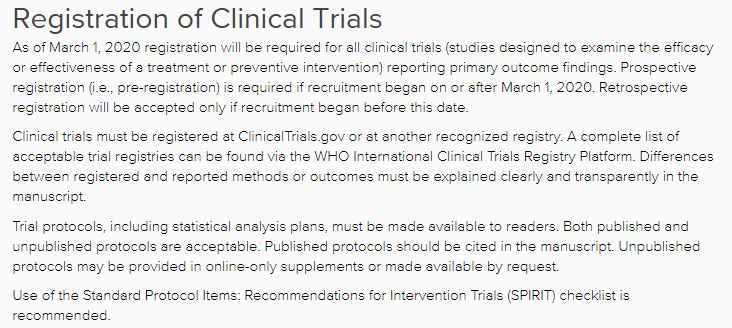 Registration of Clinical Trials
As of March 1, 2020 registration will be required for all clinical trials (studies designed to examine the efficacy
or effectiveness of a treatment or preventive intervention) reporting primary outcome findings. Prospective
registration (i.e., pre-registration) is required if recruitment began on or after March 1, 2020. Retrospective
registration will be accepted only if recruitment began before this date.
Clinical trials must be registered at ClinicalTrials.gov or at another recognized registry. A complete list of
acceptable trial registries can be found via the WHO International Clinical Trials Registry Platform. Differences
between registered and reported methods or outcomes must be explained clearly and transparently in the
manuscript.
Trial protocols, including statistical analysis plans, must be made available to readers. Both published and
unpublished protocols are acceptable. Published protocols should be cited in the manuscript. Unpublished
protocols may be provided in online-only supplements or made available by request.
Use of the Standard Protocol Items: Recommendations for Intervention Trials (SPIRIT) checklist is
recommended.